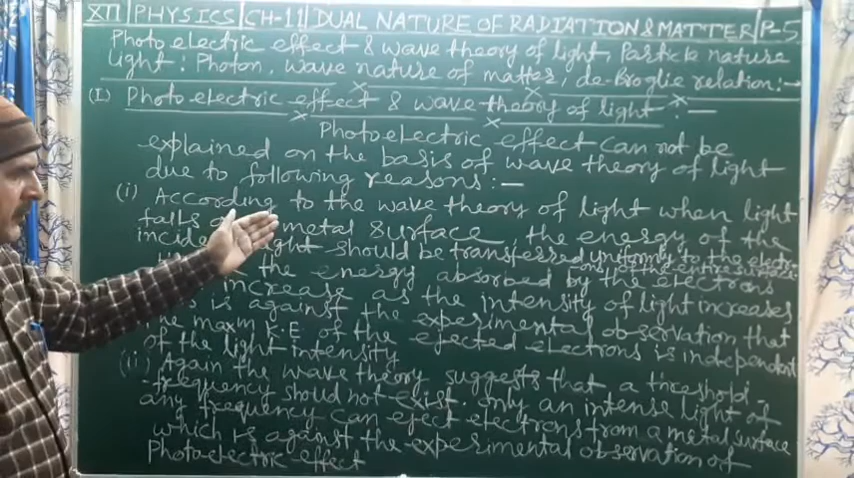 XII PHYSICS CH-11 DUAL NATURE OF RADIATION & MATTER P-5
Photo electric effect & wave theory of light, Particle nature
light: Photon, wave nature of matter, de-Broglie relation:-
(I) Photo-electric effect & wave theory of light :-
Photoelectric effect can not be
explained on the basis of wave theory of light
due to following reasons:-
(i) According to the wave theory of light when light
falls metal surface, the energy of the
incide light should be transferred uniformly to the electr-
ons of the entire surface
the energy absorbed by the electrons
increase as the intensity of light increases
is against the experimental observation that
the maxm K.E of the ejected electrons is independent
of the light intensity
(ii) Again the wave theory suggests that a threshold-
frequency should not exist. Only an intense light of
any frequency can eject electrons from a metal surface
which is against the experimental observation of
Photoelectric effect